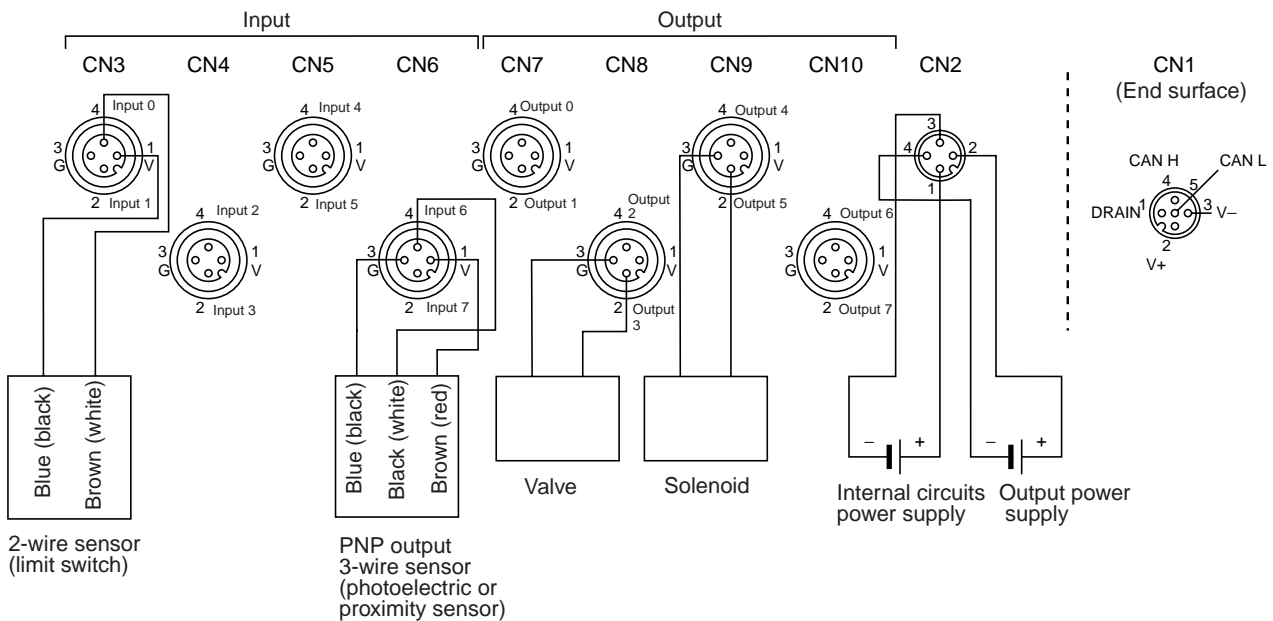 Input
Output
CN3
CN4
CN5
CN6
CN7
CN8
CN9
CN10
CN2
CN1
(End surface)
4 Input 0
3
G
1
V
2 Input 1
4 Input 2
3
G
1
V
2 Input 3
4 Input 4
3
G
1
V
2 Input 5
4 Input 6
3
G
1
V
2 Input 7
4 Output 0
3
G
1
V
2 Output 1
4 Output
2
3
G
1
V
2 Output
3
4 Output 4
3
G
1
V
2 Output 5
4 Output 6
3
G
1
V
2 Output 7
3
4
2
1
CAN H
CAN L
4
5
DRAIN 1
3 V–
2
V+
Blue (black)
Brown (white)
2-wire sensor
(limit switch)
Blue (black)
Black (white)
Brown (red)
PNP output
3-wire sensor
(photoelectric or
proximity sensor)
Valve
Solenoid
– +
Internal circuits
power supply
– +
Output power
supply